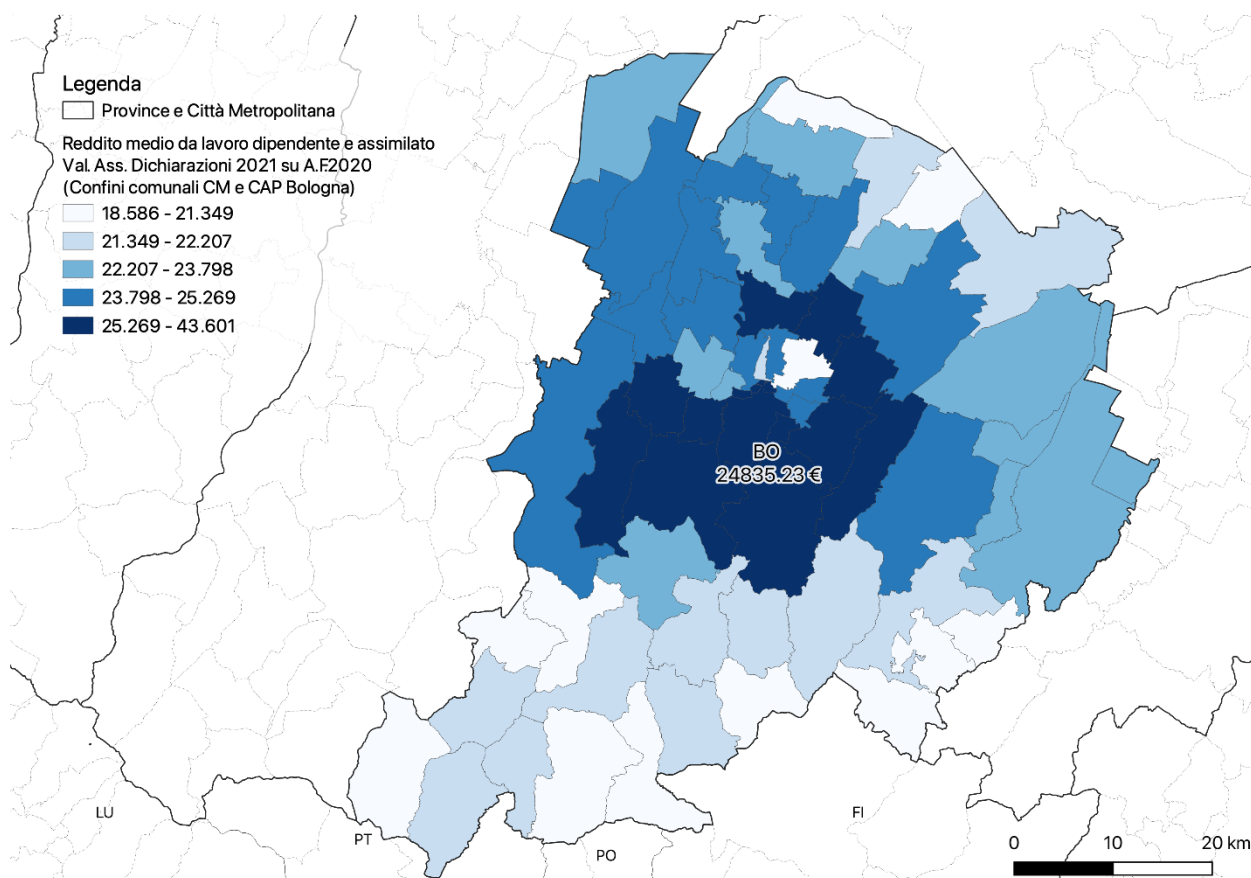 Legenda
Province e Città Metropolitana
Reddito medio da lavoro dipendente e assimilato
Val. Ass. Dichiarazioni 2021 su A.F.2020
(Confini comunali CM e CAP Bologna)
18.586 - 21.349
21.349 - 22.207
22.207 - 23.798
23.798 - 25.269
25.269 - 43.601
BO
24835.23 €
LU
PT
PO
FI
0 10 20 km